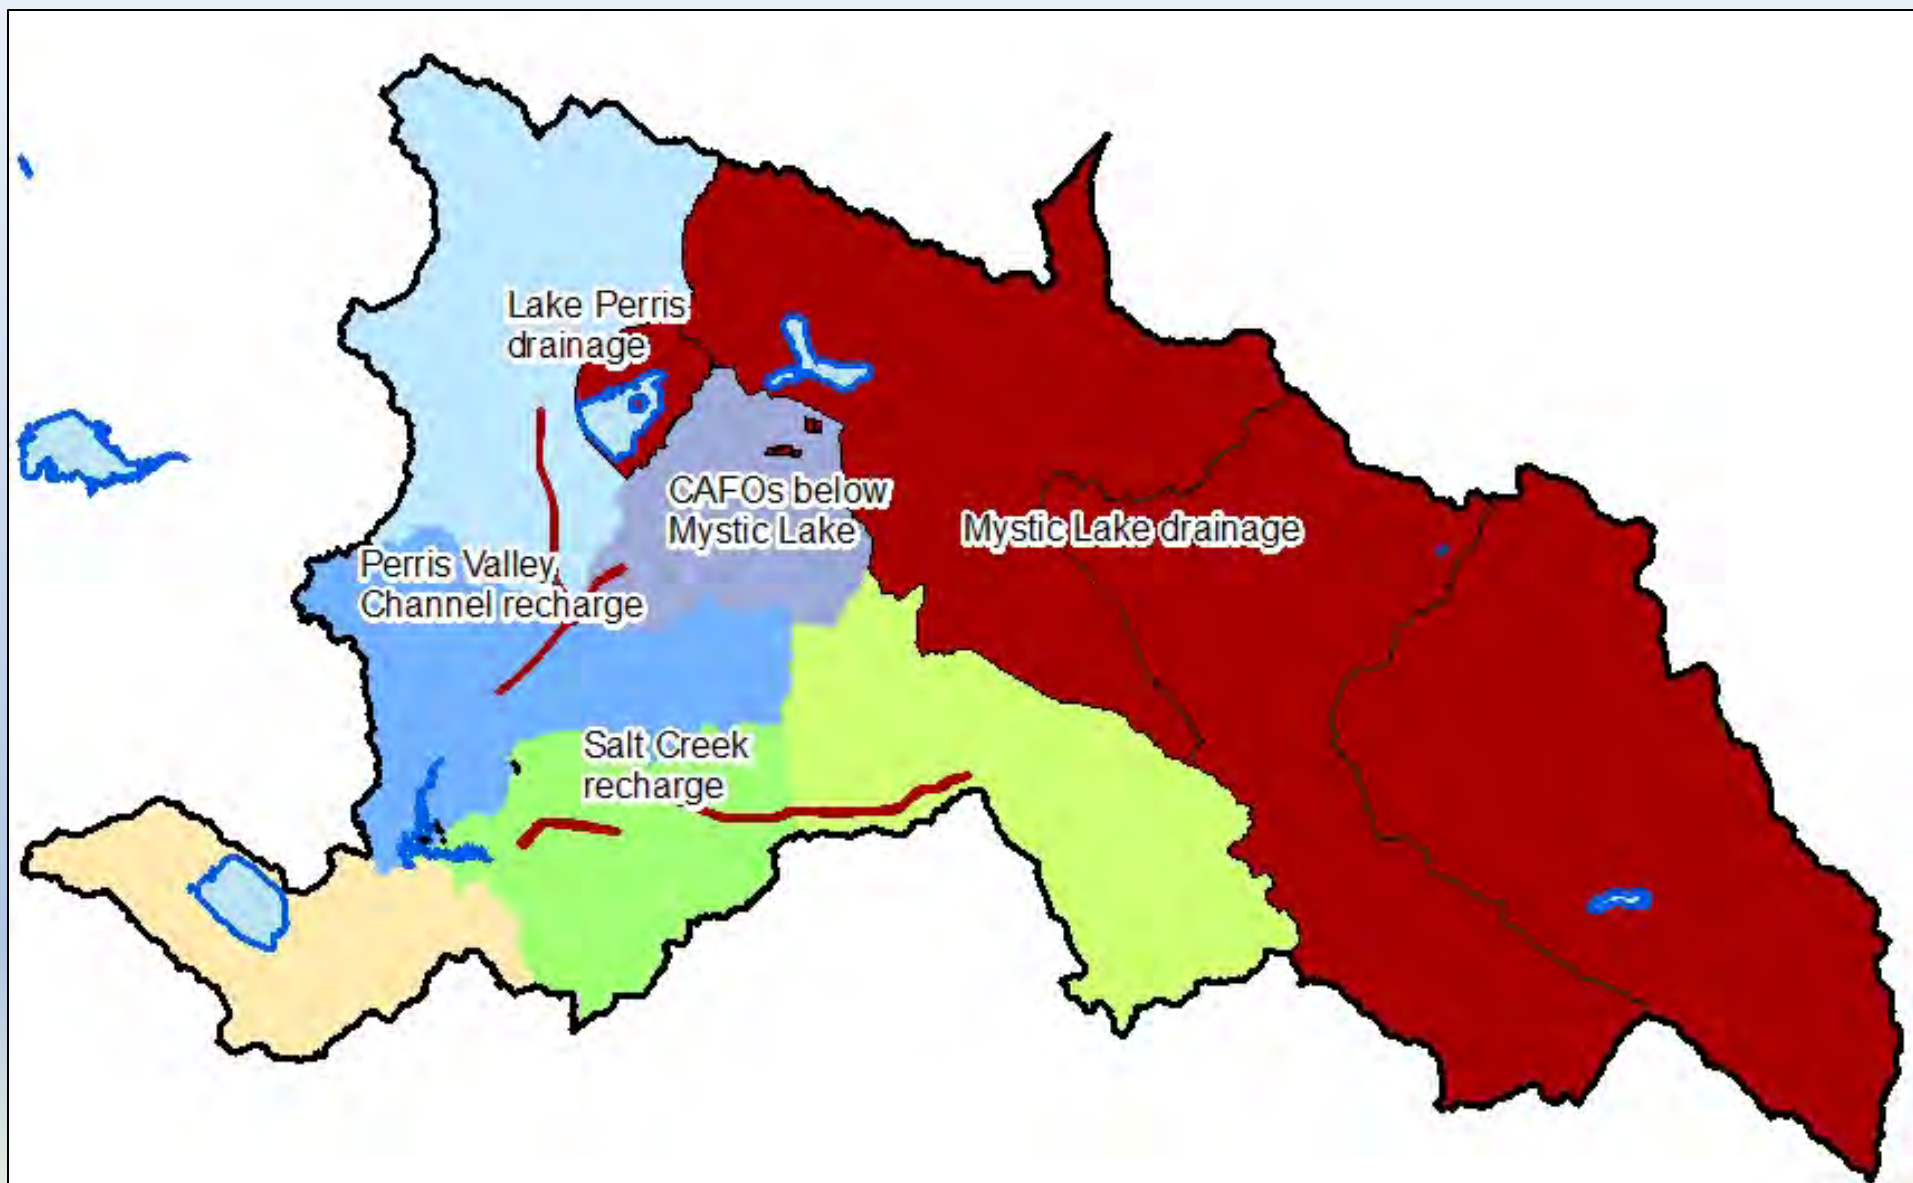 Lake Perris
drainage
CAFOs below
Mystic Lake
Mystic Lake drainage
Perris Valley
Channel recharge
Salt Creek
recharge